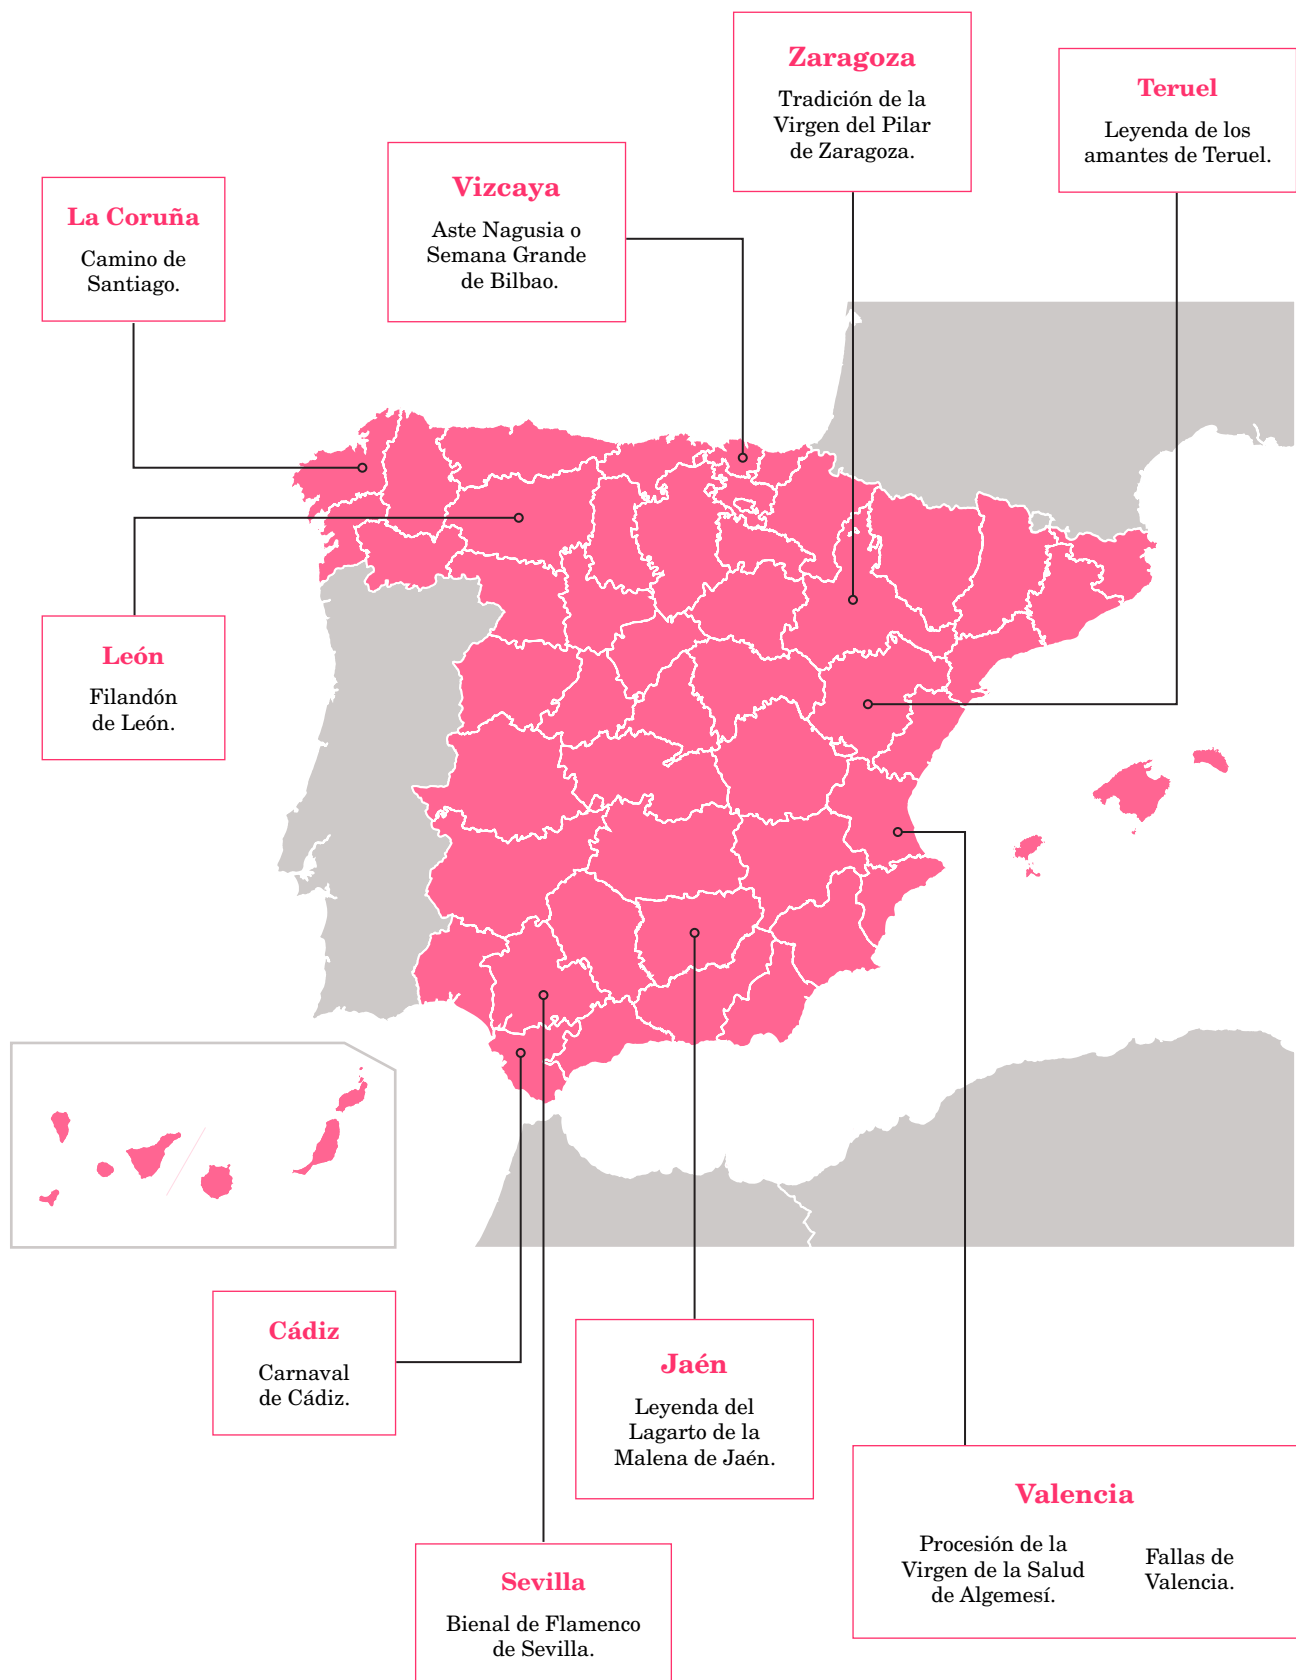 Zaragoza
Tradición de la
Virgen del Pilar
de Zaragoza.
Teruel
Leyenda de los
amantes de Teruel.
Vizcaya
Aste Nagusia o
Semana Grande
de Bilbao.
La Coruña
Camino de
Santiago.
León
Filandón
de León.
Cádiz
Carnaval
de Cádiz.
Jaén
Leyenda del
Lagarto de la
Malena de Jaén.
Valencia
Procesión de la
Virgen de la Salud
de Algemesí.
Fallas de
Valencia.
Sevilla
Bienal de Flamenco
de Sevilla.